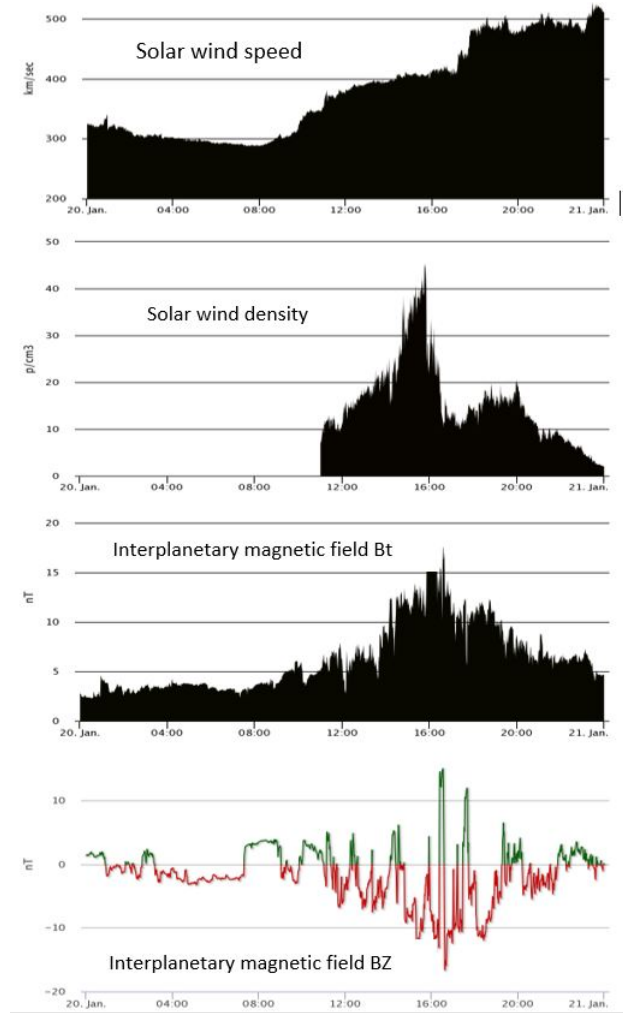 500
Solar wind speed
km/sec
400
300
200
20. Jan. 04:00 08:00 12:00 16:00 20:00 21. Jan.
50
40
Solar wind density
30
p/cm3
20
10
0
20. Jan. 04:00 08:00 12:00 16:00 20:00 21. Jan.
20
Interplanetary magnetic field Bt
15
nT
10
5
0
20. Jan. 04:00 08:00 12:00 16:00 20:00 21. Jan.
10
nT
0
-10
Interplanetary magnetic field BZ
-20
20. Jan. 04:00 08:00 12:00 16:00 20:00 21. Jan.